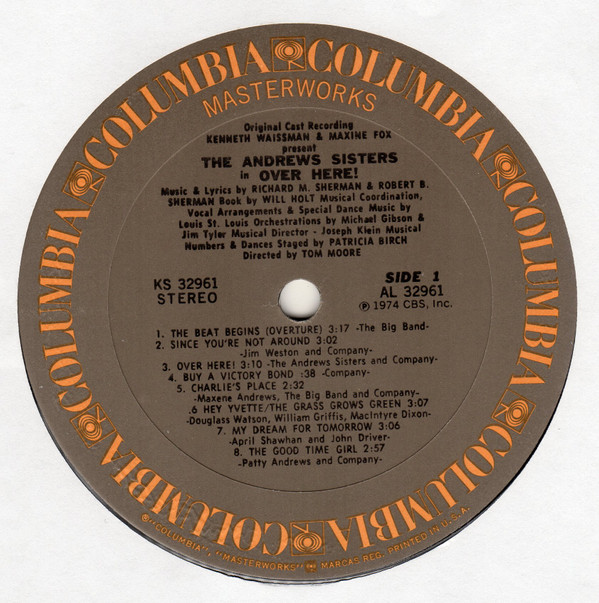 COLUMBIA COLUMBIA COLUMBIA COLUMBIA COLUMBIA COLUMBIA
MASTERWORKS
Original Cast Recording
KENNETH WAISSMAN & MAXINE FOX
present
THE ANDREWS SISTERS
in OVER HERE!
Music & Lyrics by RICHARD M. SHERMAN & ROBERT B.
SHERMAN Book by WILL HOLT Musical Coordination,
Vocal Arrangements & Special Dance Music by
Louis St. Louis Orchestrations by Michael Gibson &
Jim Tyler Musical Director - Joseph Klein Musical
Numbers & Dances Staged by PATRICIA BIRCH
Directed by TOM MOORE
KS 32961
STEREO
SIDE 1
AL 32961
℗ 1974 CBS, Inc.
1. THE BEAT BEGINS (OVERTURE) 3:17 -The Big Band-
2. SINCE YOU'RE NOT AROUND 3:02
-Jim Weston and Company-
3. OVER HERE! 3:10 -The Andrews Sisters and Company-
4. BUY A VICTORY BOND :38 -Company-
5. CHARLIE'S PLACE 2:32
-Maxene Andrews, The Big Band and Company-
.6 HEY YVETTE/THE GRASS GROWS GREEN 3:07
-Douglass Watson, William Griffis, MacIntyre Dixon-
7. MY DREAM FOR TOMORROW 3:06
-April Shawhan and John Driver-
8. THE GOOD TIME GIRL 2:57
-Patty Andrews and Company-
®"COLUMBIA", "MASTERWORKS" MARCAS REG. PRINTED IN U.S.A.